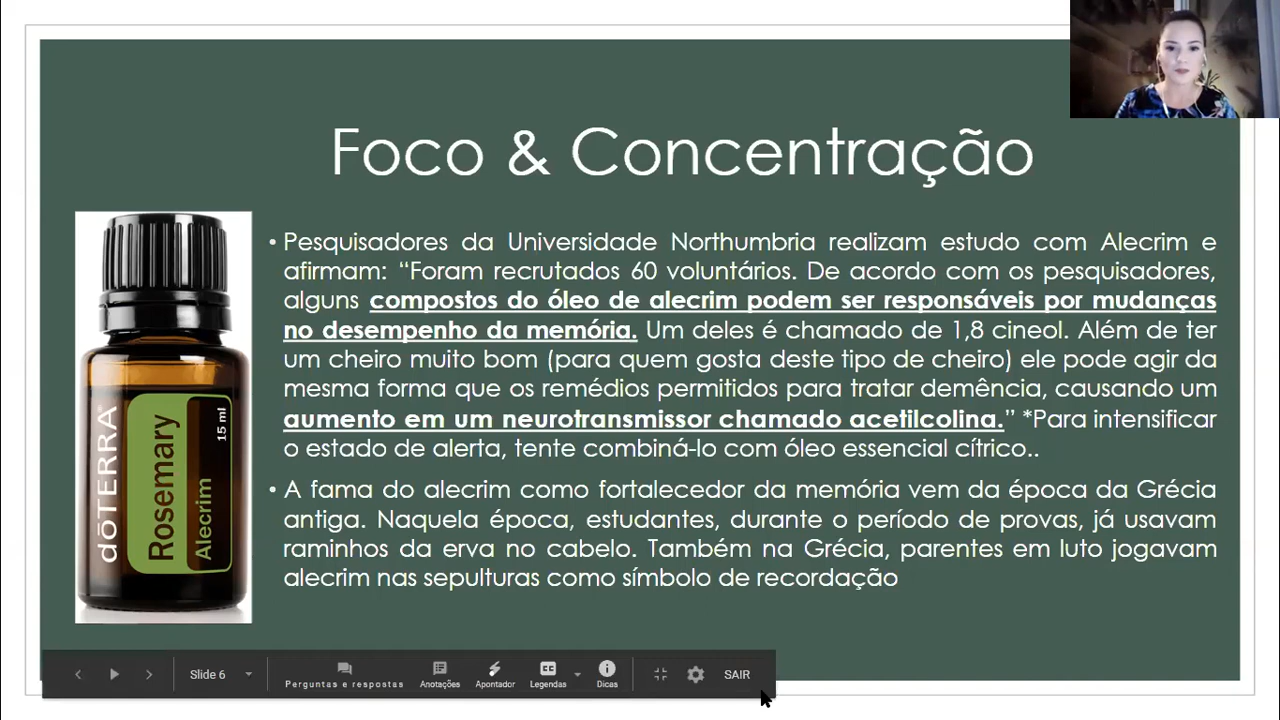 Foco & Concentração
• Pesquisadores da Universidade Northumbria realizam estudo com Alecrim e
afirmam: “Foram recrutados 60 voluntários. De acordo com os pesquisadores,
alguns compostos do óleo de alecrim podem ser responsáveis por mudanças
no desempenho da memória. Um deles é chamado de 1,8 cineol. Além de ter
um cheiro muito bom (para quem gosta deste tipo de cheiro) ele pode agir da
mesma forma que os remédios permitidos para tratar demência, causando um
aumento em um neurotransmissor chamado acetilcolina.” *Para intensificar
o estado de alerta, tente combiná-lo com óleo essencial cítrico..
• A fama do alecrim como fortalecedor da memória vem da época da Grécia
antiga. Naquela época, estudantes, durante o período de provas, já usavam
raminhos da erva no cabelo. Também na Grécia, parentes em luto jogavam
alecrim nas sepulturas como símbolo de recordação
dōTERRA
Rosemary
Alecrim
15 ml
Slide 6
Perguntas e respostas
Anotações
Apontador
CC
Legendas
Dicas
SAIR